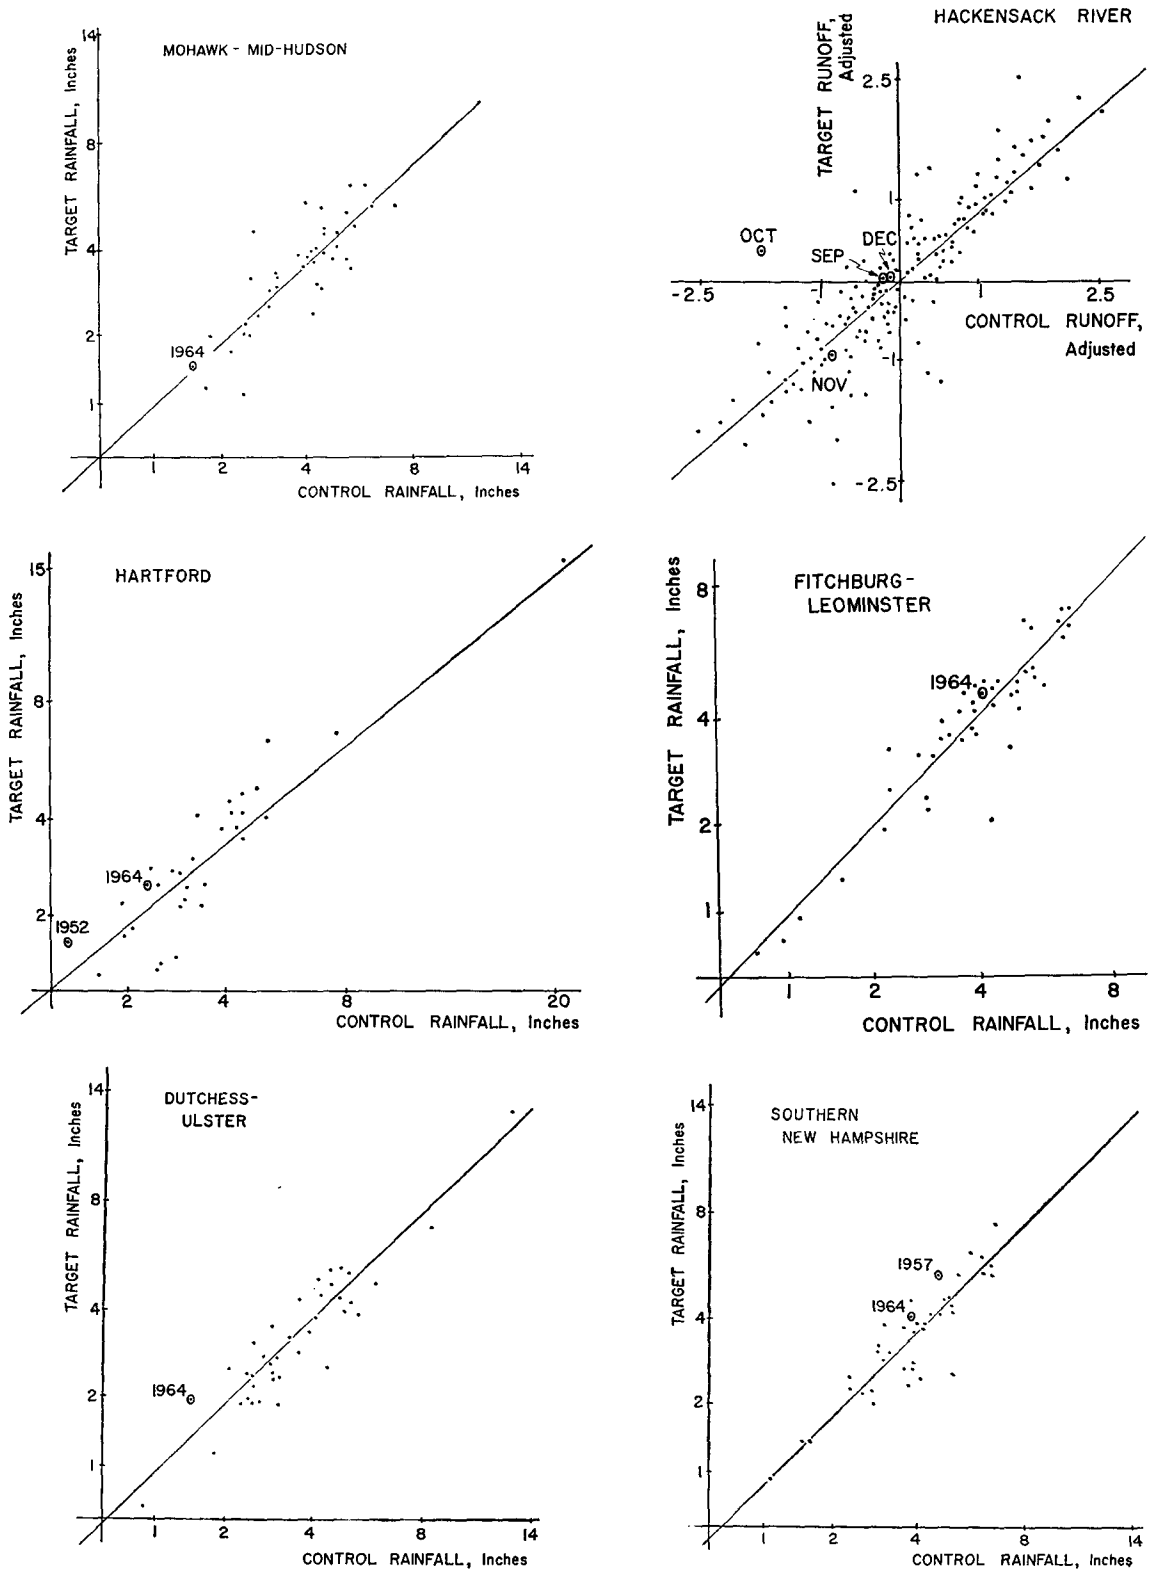 MOHAWK - MID-HUDSON
TARGET RAINFALL, Inches
14
8
4
2
1
1964
1 2 4 8 14
CONTROL RAINFALL, Inches
HACKENSACK RIVER
TARGET RUNOFF,
Adjusted
2.5
1
OCT
SEP
DEC
-2.5 -1 1 2.5
CONTROL RUNOFF,
Adjusted
-1
NOV
-2.5
HARTFORD
TARGET RAINFALL, Inches
15
8
4
2
1964
1952
2 4 8 20
CONTROL RAINFALL, Inches
FITCHBURG-
LEOMINSTER
TARGET RAINFALL, Inches
8
4
2
1
1964
1 2 4 8
CONTROL RAINFALL, Inches
DUTCHESS-
ULSTER
TARGET RAINFALL, Inches
14
8
4
2
1
1964
1 2 4 8 14
CONTROL RAINFALL, Inches
SOUTHERN
NEW HAMPSHIRE
TARGET RAINFALL, Inches
14
8
4
2
1
1957
1964
1 2 4 8 14
CONTROL RAINFALL, Inches